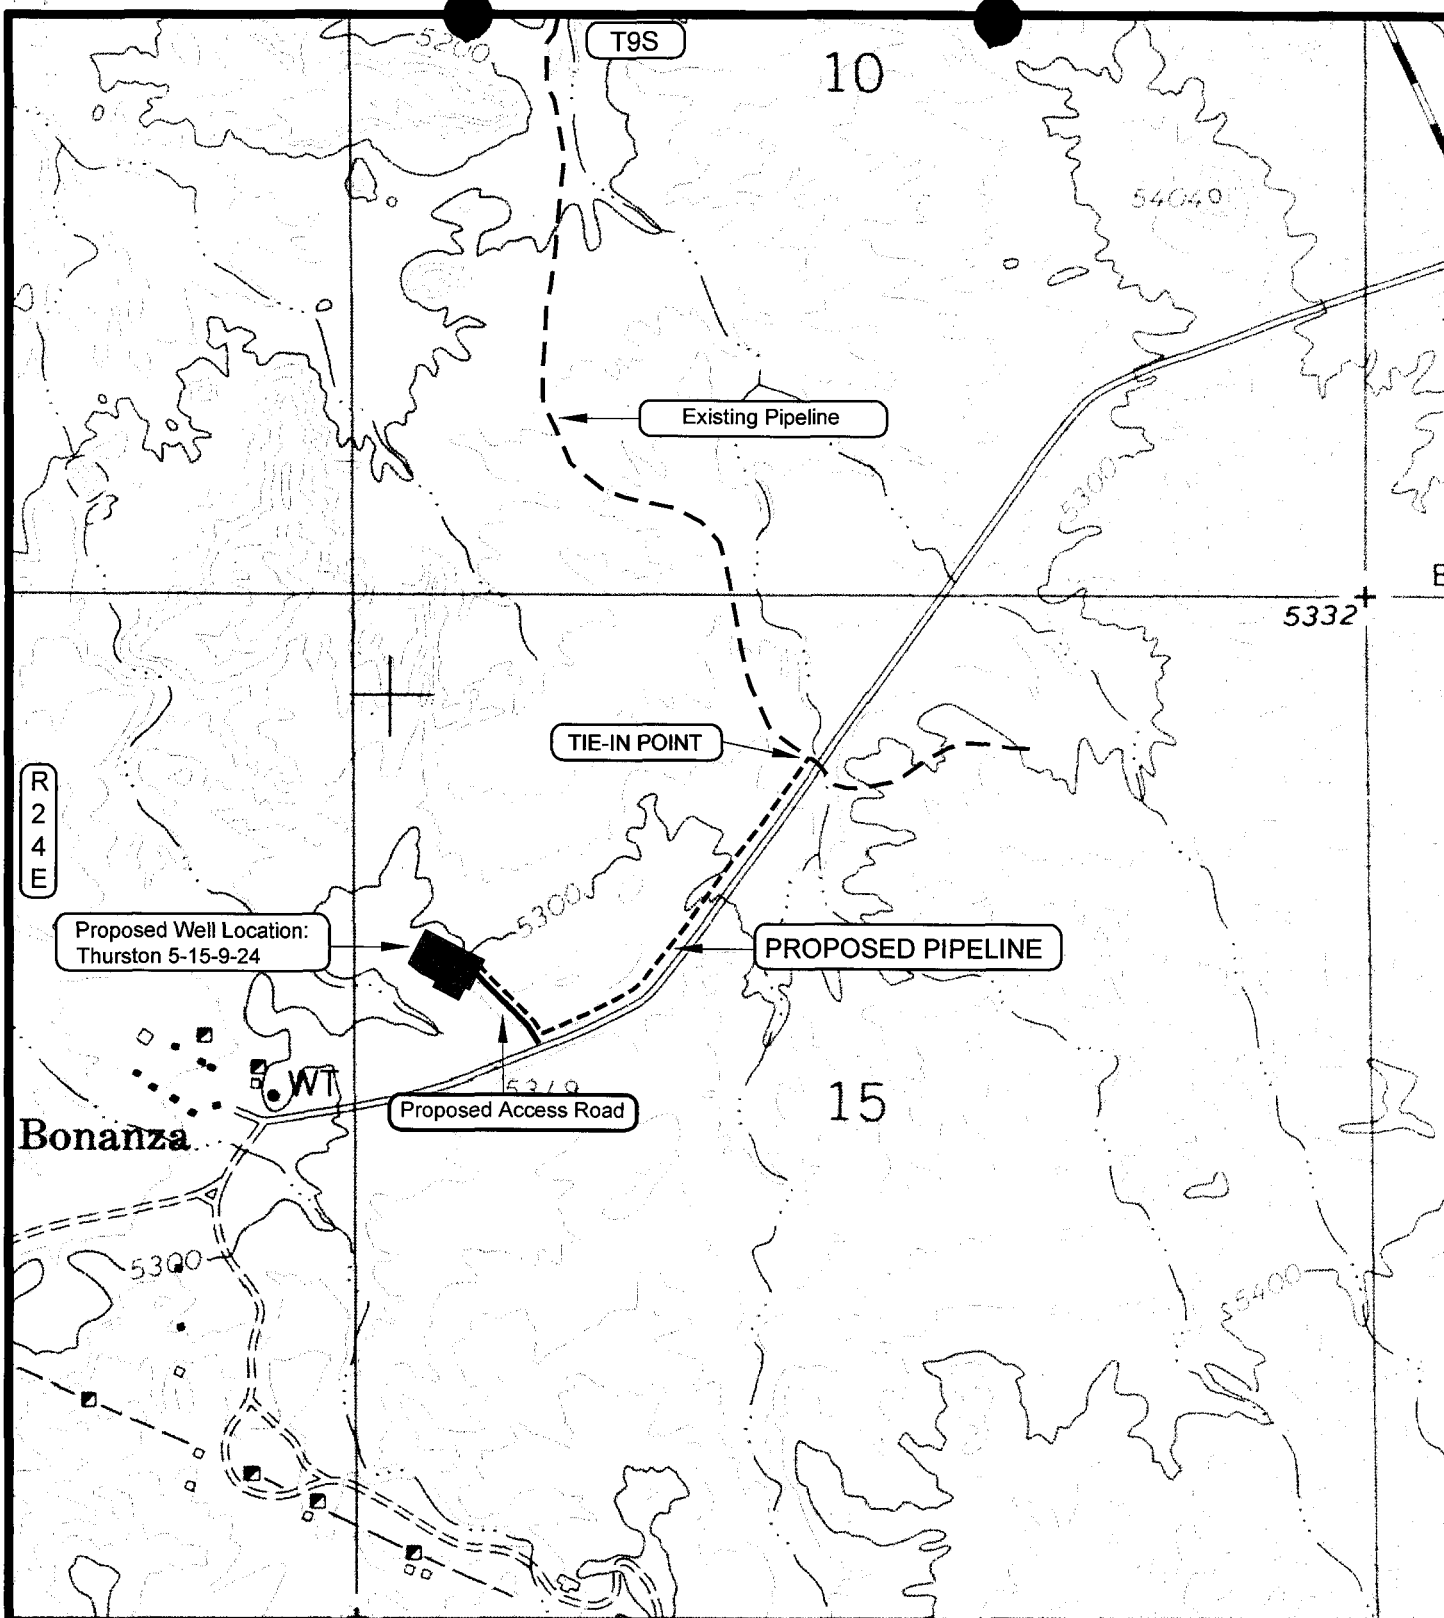 T9S
5200
10
54040
Existing Pipeline
5300
5332
TIE-IN POINT
R
2
4
E
5300
Proposed Well Location:
Thurston 5-15-9-24
PROPOSED PIPELINE
WT
Proposed Access Road
15
Bonanza
5300
5400